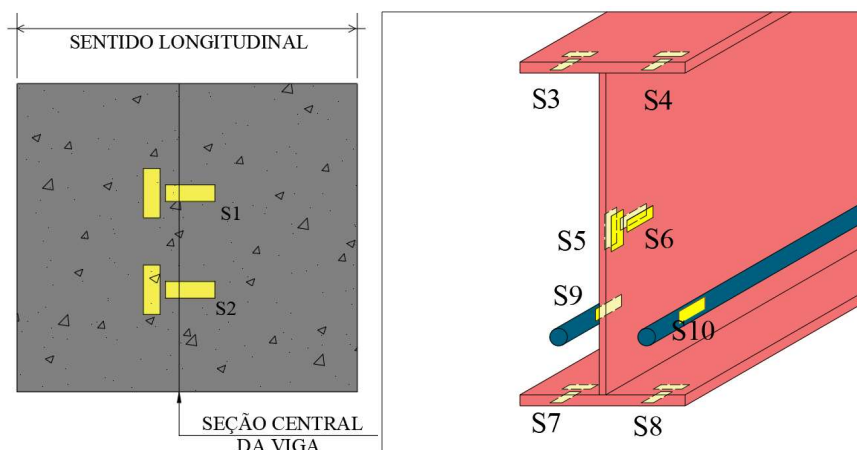 SENTIDO LONGITUDINAL
S1
S2
SEÇÃO CENTRAL
DA VIGA
S3
S4
S5
S6
S9
S10
S7
S8